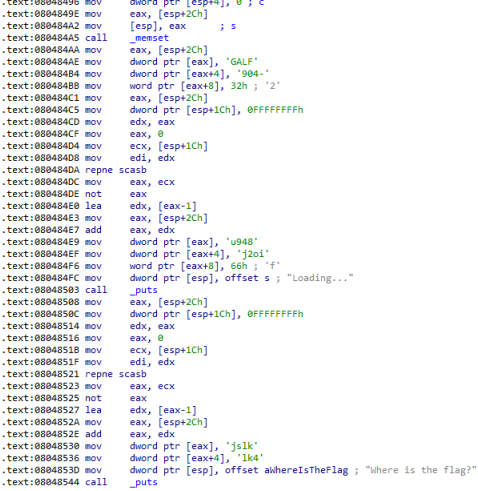 .text:08048496 mov dword ptr [esp+4], 0 ; c
.text:0804849E mov eax, [esp+2Ch]
.text:080484A2 mov [esp], eax ; s
.text:080484A5 call _memset
.text:080484AA mov eax, [esp+2Ch]
.text:080484AE mov dword ptr [eax], 'GALF'
.text:080484B4 mov dword ptr [eax+4], '904-'
.text:080484BB mov word ptr [eax+8], 32h ; '2'
.text:080484C1 mov eax, [esp+2Ch]
.text:080484C5 mov dword ptr [esp+1Ch], 0FFFFFFFFh
.text:080484CD mov edx, eax
.text:080484CF mov eax, 0
.text:080484D4 mov ecx, [esp+1Ch]
.text:080484D8 mov edi, edx
.text:080484DA repne scasb
.text:080484DC mov eax, ecx
.text:080484DE not eax
.text:080484E0 lea edx, [eax-1]
.text:080484E3 mov eax, [esp+2Ch]
.text:080484E7 add eax, edx
.text:080484E9 mov dword ptr [eax], 'u948'
.text:080484EF mov dword ptr [eax+4], 'j2oi'
.text:080484F6 mov word ptr [eax+8], 66h ; 'f'
.text:080484FC mov dword ptr [esp], offset s ; "Loading..."
.text:08048503 call _puts
.text:08048508 mov eax, [esp+2Ch]
.text:0804850C mov dword ptr [esp+1Ch], 0FFFFFFFFh
.text:08048514 mov edx, eax
.text:08048516 mov eax, 0
.text:0804851B mov ecx, [esp+1Ch]
.text:0804851F mov edi, edx
.text:08048521 repne scasb
.text:08048523 mov eax, ecx
.text:08048525 not eax
.text:08048527 lea edx, [eax-1]
.text:0804852A mov eax, [esp+2Ch]
.text:0804852E add eax, edx
.text:08048530 mov dword ptr [eax], 'jslk'
.text:08048536 mov dword ptr [eax+4], 'lk4'
.text:0804853D mov dword ptr [esp], offset aWhereIsTheFlag ; "Where is the flag?"
.text:08048544 call _puts